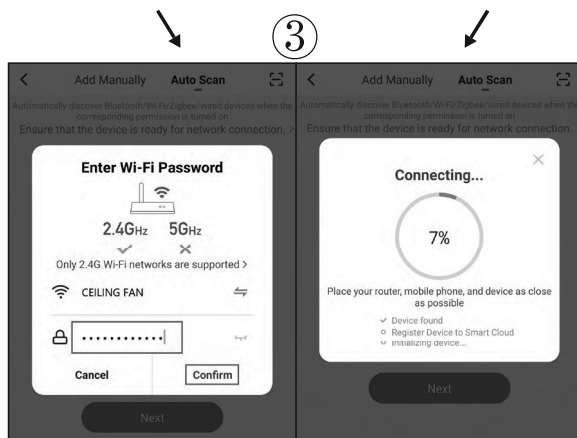 ③
Add Manually Auto Scan
Automatically discover Bluetooth/Wi-Fi/Zigbee/wired devices when the
corresponding permission is turned on
Ensure that the device is ready for network connection. >
Enter Wi-Fi Password
2.4GHz 5GHz
Only 2.4G Wi-Fi networks are supported >
CEILING FAN
Cancel Confirm
Next
Add Manually Auto Scan
Automatically discover Bluetooth/Wi-Fi/Zigbee/wired devices when the
corresponding permission is turned on
Ensure that the device is ready for network connection.
Connecting...
7%
Place your router, mobile phone, and device as close
as possible
Device found
Register Device to Smart Cloud
Initializing device...
Next